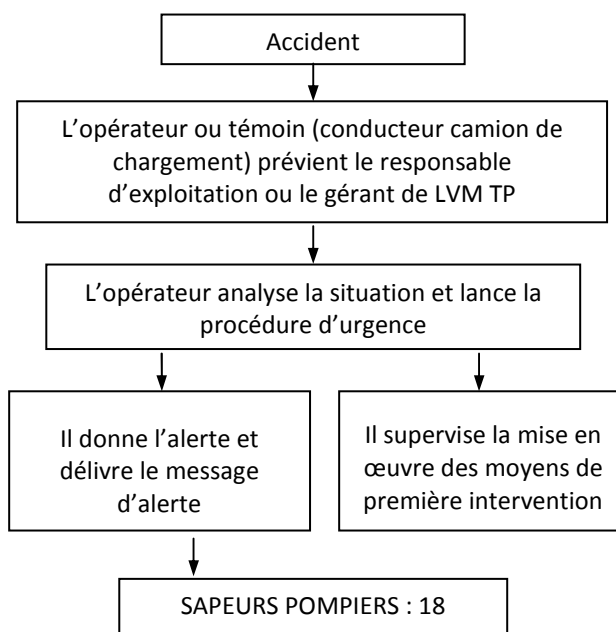 Accident
L’opérateur ou témoin (conducteur camion de
chargement) prévient le responsable
d’exploitation ou le gérant de LVM TP
L’opérateur analyse la situation et lance la
procédure d’urgence
Il donne l’alerte et
délivre le message
d’alerte
Il supervise la mise en
œuvre des moyens de
première intervention
SAPEURS POMPIERS : 18